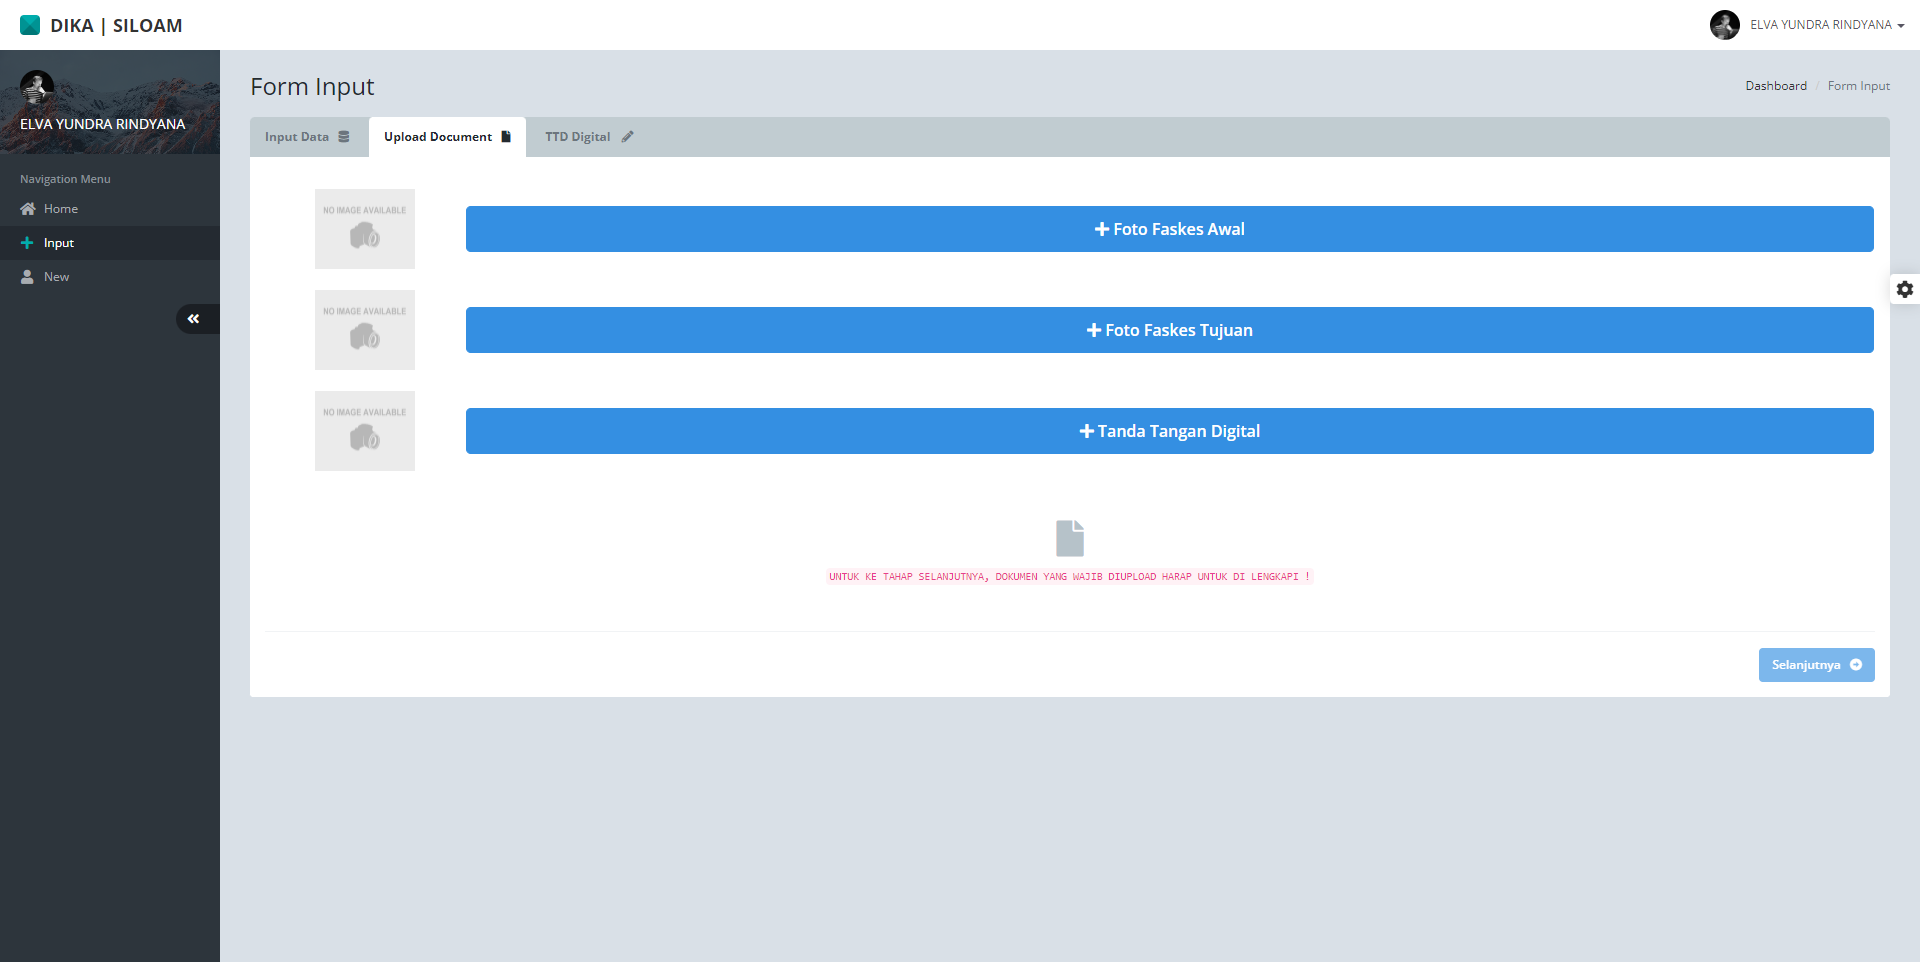 DIKA | SILOAM
ELVA YUNDRA RINDYANA
ELVA YUNDRA RINDYANA
Navigation Menu
Home
Input
New
Form Input
Dashboard / Form Input
Input Data
Upload Document
TTD Digital
NO IMAGE AVAILABLE
Foto Faskes Awal
NO IMAGE AVAILABLE
Foto Faskes Tujuan
NO IMAGE AVAILABLE
Tanda Tangan Digital
UNTUK KE TAHAP SELANJUTNYA, DOKUMEN YANG WAJIB DIUPLOAD HARAP UNTUK DI LENGKAPI !
Selanjutnya